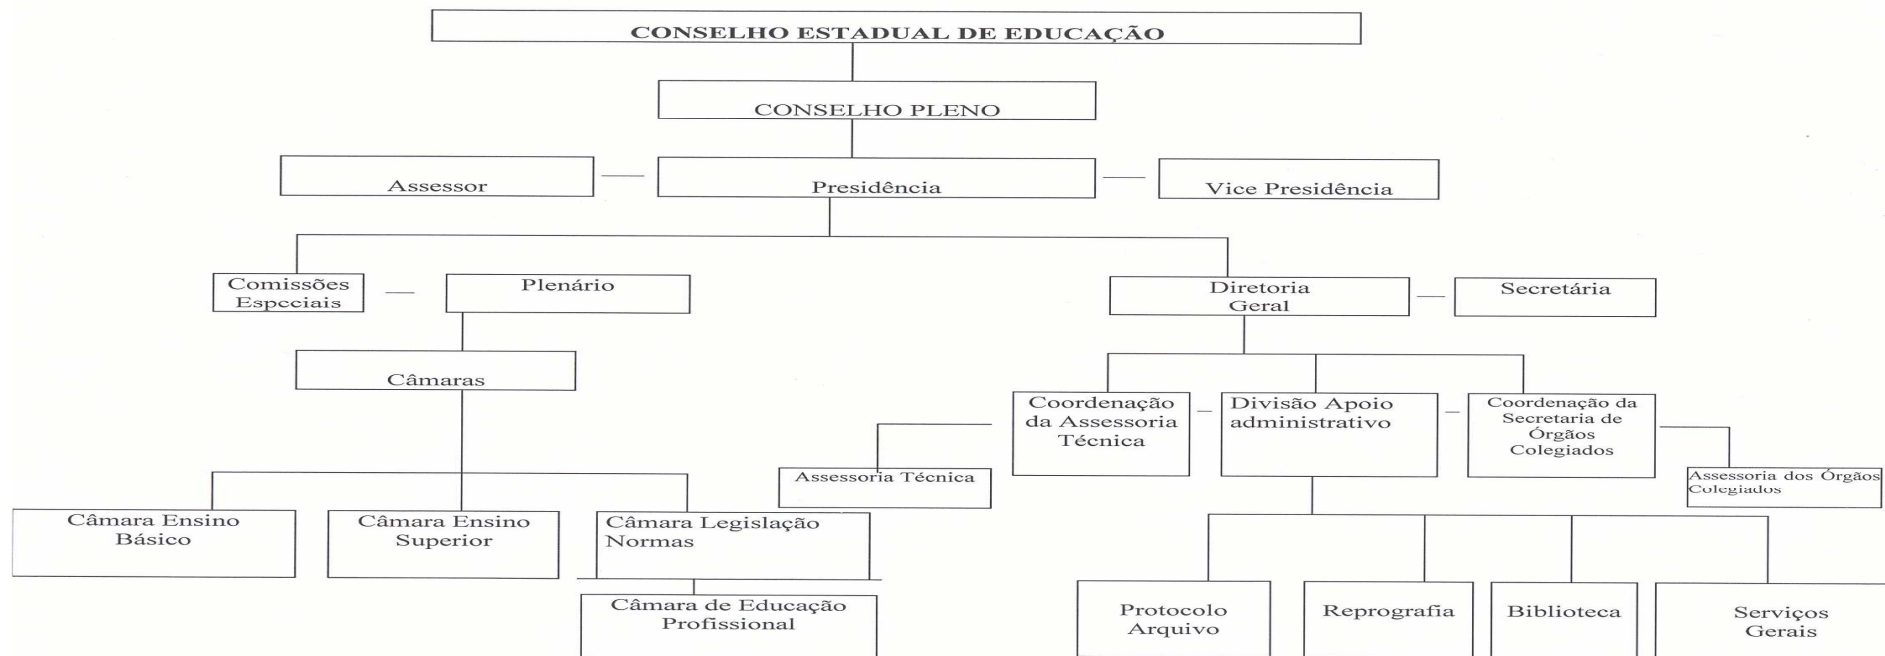 CONSELHO ESTADUAL DE EDUCAÇÃO
CONSELHO PLENO
Assessor
Presidência
Vice Presidência
Comissões
Especiais
Plenário
Diretoria
Geral
Secretária
Câmaras
Coordenação
da Assessoria
Técnica
Divisão Apoio
administrativo
Coordenação da
Secretaria de
Órgãos
Colegiados
Assessoria Técnica
Assessoria dos Órgãos
Colegiados
Câmara Ensino
Básico
Câmara Ensino
Superior
Câmara Legislação
Normas
Câmara de Educação
Profissional
Protocolo
Arquivo
Reprografia
Biblioteca
Serviços
Gerais